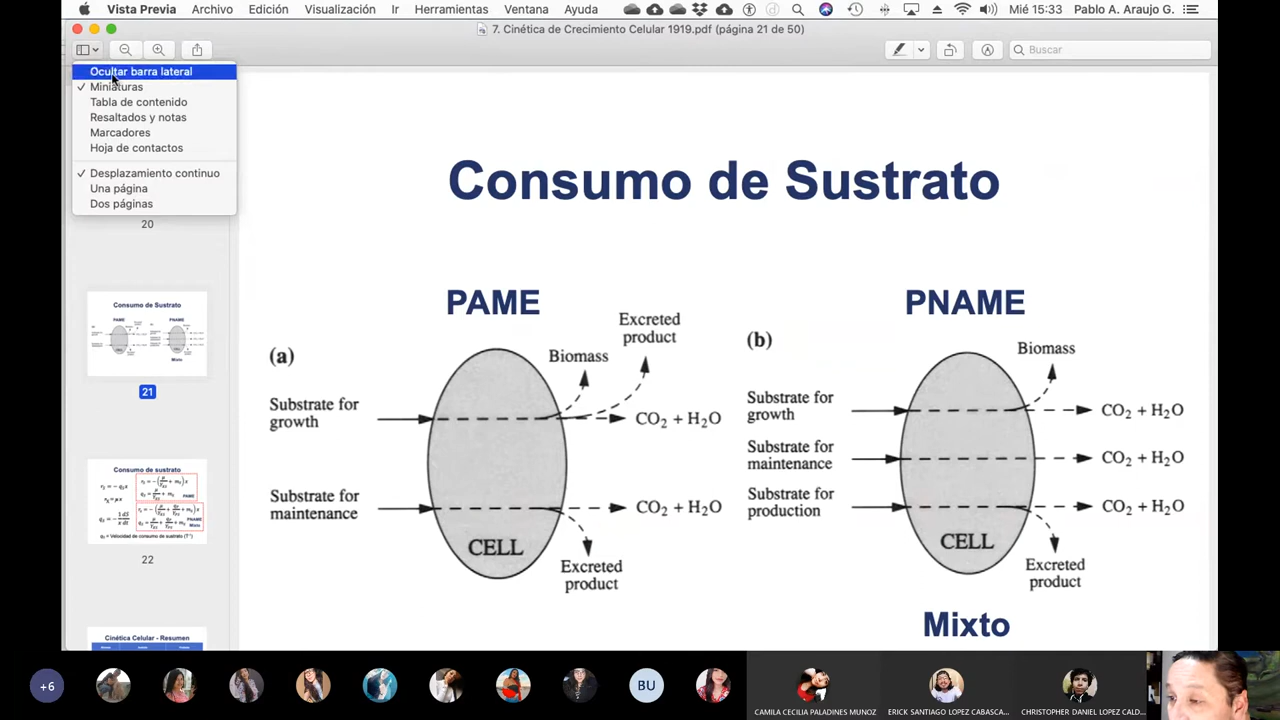 Vista Previa Archivo Edición Visualización Ir Herramientas Ventana Ayuda Mié 15:33 Pablo A. Araujo G.
7. Cinética de Crecimiento Celular 1919.pdf (página 21 de 50)
Buscar
Ocultar barra lateral
Miniaturas
Tabla de contenido
Resaltados y notas
Marcadores
Hoja de contactos
Desplazamiento continuo
Una página
Dos páginas
20
Consumo de Sustrato
PAME PNAME
CELL
Mixto
21
Consumo de sustrato
22
Cinética Celular - Resumen
Consumo de Sustrato
PAME
(a)
Excreted
product
Biomass
Substrate for
growth
CO₂ + H₂O
Substrate for
maintenance
CO₂ + H₂O
CELL
Excreted
product
PNAME
(b)
Biomass
Substrate for
growth
CO₂ + H₂O
Substrate for
maintenance
CO₂ + H₂O
Substrate for
production
CO₂ + H₂O
CELL
Excreted
product
Mixto
+6
BU
CAMILA CECILIA PALADINES MUNOZ
ERICK SANTIAGO LOPEZ CABASCA...
CHRISTOPHER DANIEL LOPEZ CALD...